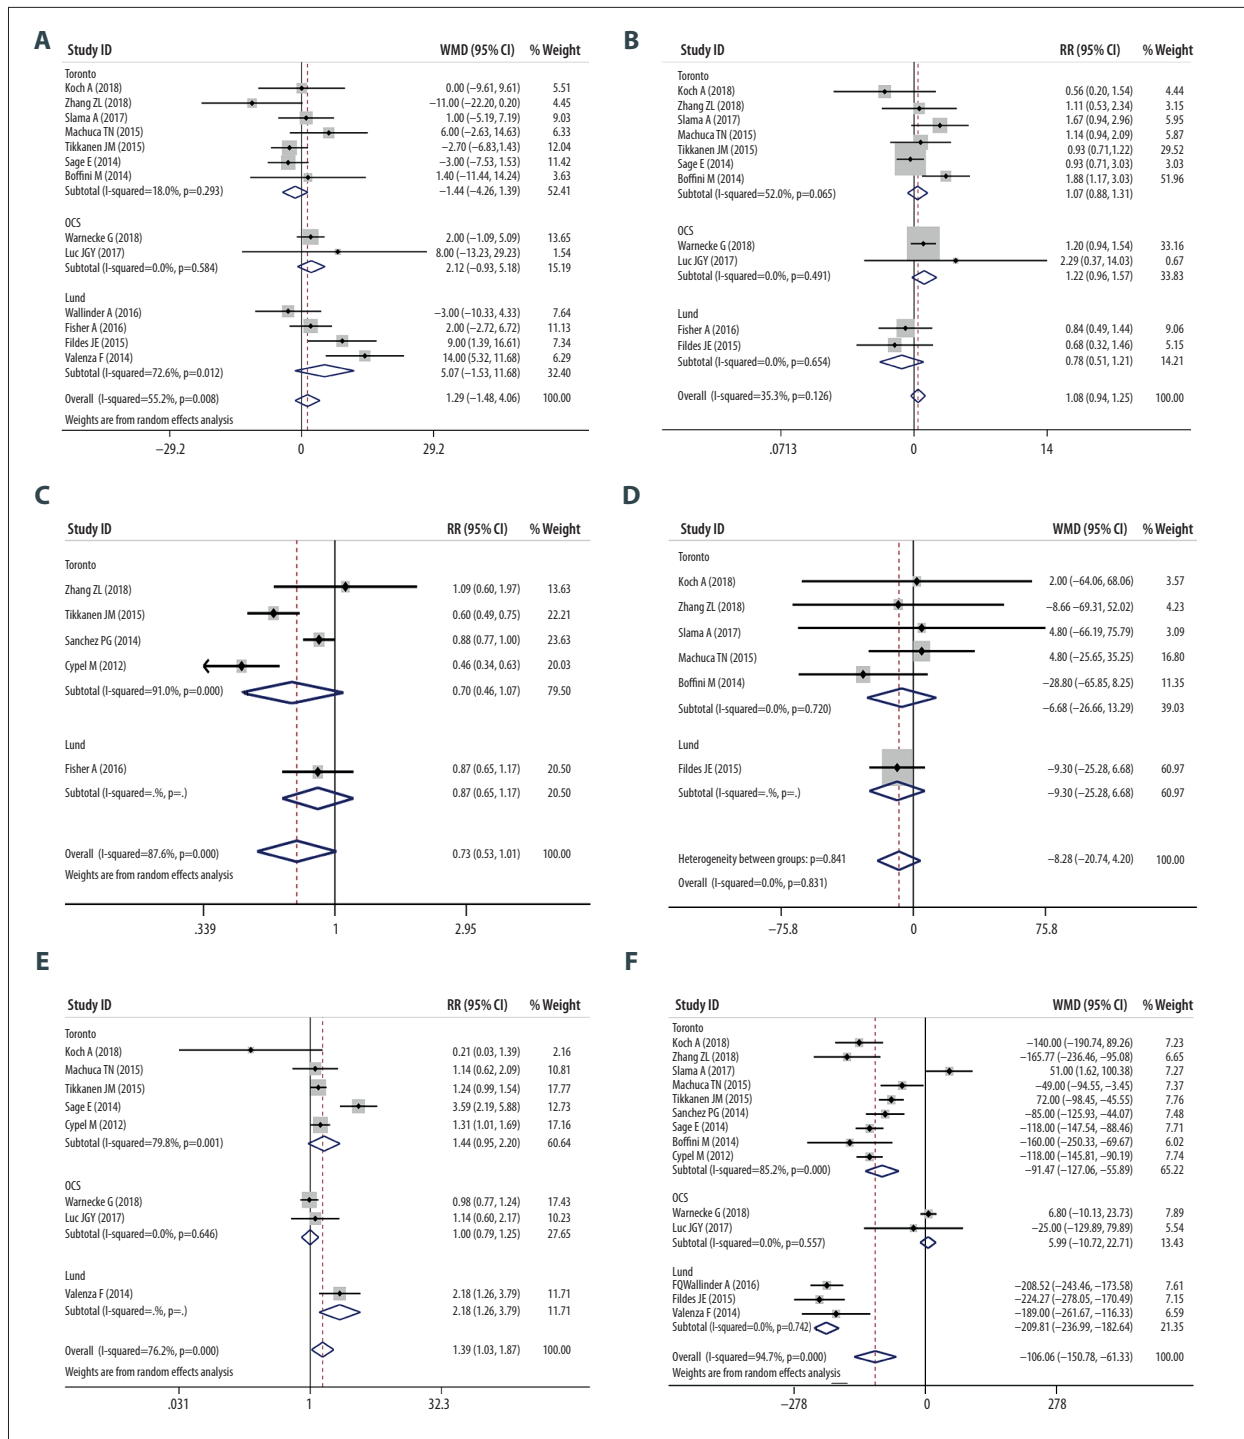 A
Study ID WMD (95% CI) % Weight
Toronto
Koch A (2018) 0.00 (−9.61, 9.61) 5.51
Zhang ZL (2018) −11.00 (−22.20, 0.20) 4.45
Slama A (2017) 1.00 (−5.19, 7.19) 9.03
Machuca TN (2015) 6.00 (−2.63, 14.63) 6.33
Tikkanen JM (2015) −2.70 (−6.83,1.43) 12.04
Sage E (2014) −3.00 (−7.53, 1.53) 11.42
Boffini M (2014) 1.40 (−11.44, 14.24) 3.63
Subtotal (I-squared=18.0%, p=0.293) −1.44 (−4.26, 1.39) 52.41
OCS
Warnecke G (2018) 2.00 (−1.09, 5.09) 13.65
Luc JGY (2017) 8.00 (−13.23, 29.23) 1.54
Subtotal (I-squared=0.0%, p=0.584) 2.12 (−0.93, 5.18) 15.19
Lund
Wallinder A (2016) −3.00 (−10.33, 4.33) 7.64
Fisher A (2016) 2.00 (−2.72, 6.72) 11.13
Fildes JE (2015) 9.00 (1.39, 16.61) 7.34
Valenza F (2014) 14.00 (5.32, 11.68) 6.29
Subtotal (I-squared=72.6%, p=0.012) 5.07 (−1.53, 11.68) 32.40
Overall (I-squared=55.2%, p=0.008) 1.29 (−1.48, 4.06) 100.00
Weights are from random effects analysis
−29.2 0 29.2
B
Study ID RR (95% CI) % Weight
Toronto
Koch A (2018) 0.56 (0.20, 1.54) 4.44
Zhang ZL (2018) 1.11 (0.53, 2.34) 3.15
Slama A (2017) 1.67 (0.94, 2.96) 5.95
Machuca TN (2015) 1.14 (0.94, 2.09) 5.87
Tikkanen JM (2015) 0.93 (0.71,1.22) 29.52
Sage E (2014) 0.93 (0.71, 3.03) 3.03
Boffini M (2014) 1.88 (1.17, 3.03) 51.96
Subtotal (I-squared=52.0%, p=0.065) 1.07 (0.88, 1.31)
OCS
Warnecke G (2018) 1.20 (0.94, 1.54) 33.16
Luc JGY (2017) 2.29 (0.37, 14.03) 0.67
Subtotal (I-squared=0.0%, p=0.491) 1.22 (0.96, 1.57) 33.83
Lund
Fisher A (2016) 0.84 (0.49, 1.44) 9.06
Fildes JE (2015) 0.68 (0.32, 1.46) 5.15
Subtotal (I-squared=0.0%, p=0.654) 0.78 (0.51, 1.21) 14.21
Overall (I-squared=35.3%, p=0.126) 1.08 (0.94, 1.25) 100.00
.0713 0 14
C
Study ID RR (95% CI) % Weight
Toronto
Zhang ZL (2018) 1.09 (0.60, 1.97) 13.63
Tikkanen JM (2015) 0.60 (0.49, 0.75) 22.21
Sanchez PG (2014) 0.88 (0.77, 1.00) 23.63
Cypel M (2012) 0.46 (0.34, 0.63) 20.03
Subtotal (I-squared=91.0%, p=0.000) 0.70 (0.46, 1.07) 79.50
Lund
Fisher A (2016) 0.87 (0.65, 1.17) 20.50
Subtotal (I-squared=.%, p=.) 0.87 (0.65, 1.17) 20.50
Overall (I-squared=87.6%, p=0.000) 0.73 (0.53, 1.01) 100.00
Weights are from random effects analysis
.339 1 2.95
D
Study ID WMD (95% CI) % Weight
Toronto
Koch A (2018) 2.00 (−64.06, 68.06) 3.57
Zhang ZL (2018) −8.66 −69.31, 52.02) 4.23
Slama A (2017) 4.80 (−66.19, 75.79) 3.09
Machuca TN (2015) 4.80 (−25.65, 35.25) 16.80
Boffini M (2014) −28.80 (−65.85, 8.25) 11.35
Subtotal (I-squared=0.0%, p=0.720) −6.68 (−26.66, 13.29) 39.03
Lund
Fildes JE (2015) −9.30 (−25.28, 6.68) 60.97
Subtotal (I-squared=.%, p=.) −9.30 (−25.28, 6.68) 60.97
Heterogeneity between groups: p=0.841 −8.28 (−20.74, 4.20) 100.00
Overall (I-squared=0.0%, p=0.831)
−75.8 0 75.8
E
Study ID RR (95% CI) % Weight
Toronto
Koch A (2018) 0.21 (0.03, 1.39) 2.16
Machuca TN (2015) 1.14 (0.62, 2.09) 10.81
Tikkanen JM (2015) 1.24 (0.99, 1.54) 17.77
Sage E (2014) 3.59 (2.19, 5.88) 12.73
Cypel M (2012) 1.31 (1.01, 1.69) 17.16
Subtotal (I-squared=79.8%, p=0.001) 1.44 (0.95, 2.20) 60.64
OCS
Warnecke G (2018) 0.98 (0.77, 1.24) 17.43
Luc JGY (2017) 1.14 (0.60, 2.17) 10.23
Subtotal (I-squared=0.0%, p=0.646) 1.00 (0.79, 1.25) 27.65
Lund
Valenza F (2014) 2.18 (1.26, 3.79) 11.71
Subtotal (I-squared=.%, p=.) 2.18 (1.26, 3.79) 11.71
Overall (I-squared=76.2%, p=0.000) 1.39 (1.03, 1.87) 100.00
Weights are from random effects analysis
.031 1 32.3
F
Study ID WMD (95% CI) % Weight
Toronto
Koch A (2018) −140.00 (−190.74, 89.26) 7.23
Zhang ZL (2018) −165.77 (−236.46, −95.08) 6.65
Slama A (2017) 51.00 (1.62, 100.38) 7.27
Machuca TN (2015) −49.00 (−94.55, −3.45) 7.37
Tikkanen JM (2015) 72.00 (−98.45, −45.55) 7.76
Sanchez PG (2014) −85.00 (−125.93, −44.07) 7.48
Sage E (2014) −118.00 (−147.54, −88.46) 7.71
Boffini M (2014) −160.00 (−250.33, −69.67) 6.02
Cypel M (2012) −118.00 (−145.81, −90.19) 7.74
Subtotal (I-squared=85.2%, p=0.000) −91.47 (−127.06, −55.89) 65.22
OCS
Warnecke G (2018) 6.80 (−10.13, 23.73) 7.89
Luc JGY (2017) −25.00 (−129.89, 79.89) 5.54
Subtotal (I-squared=0.0%, p=0.557) 5.99 (−10.72, 22.71) 13.43
Lund
FQWallinder A (2016) −208.52 (−243.46, −173.58) 7.61
Fildes JE (2015) −224.27 (−278.05, −170.49) 7.15
Valenza F (2014) −189.00 (−261.67, −116.33) 6.59
Subtotal (I-squared=0.0%, p=0.742) −209.81 (−236.99, −182.64) 21.35
Overall (I-squared=94.7%, p=0.000) −106.06 (−150.78, −61.33) 100.00
Weights are from random effects analysis
−278 0 278